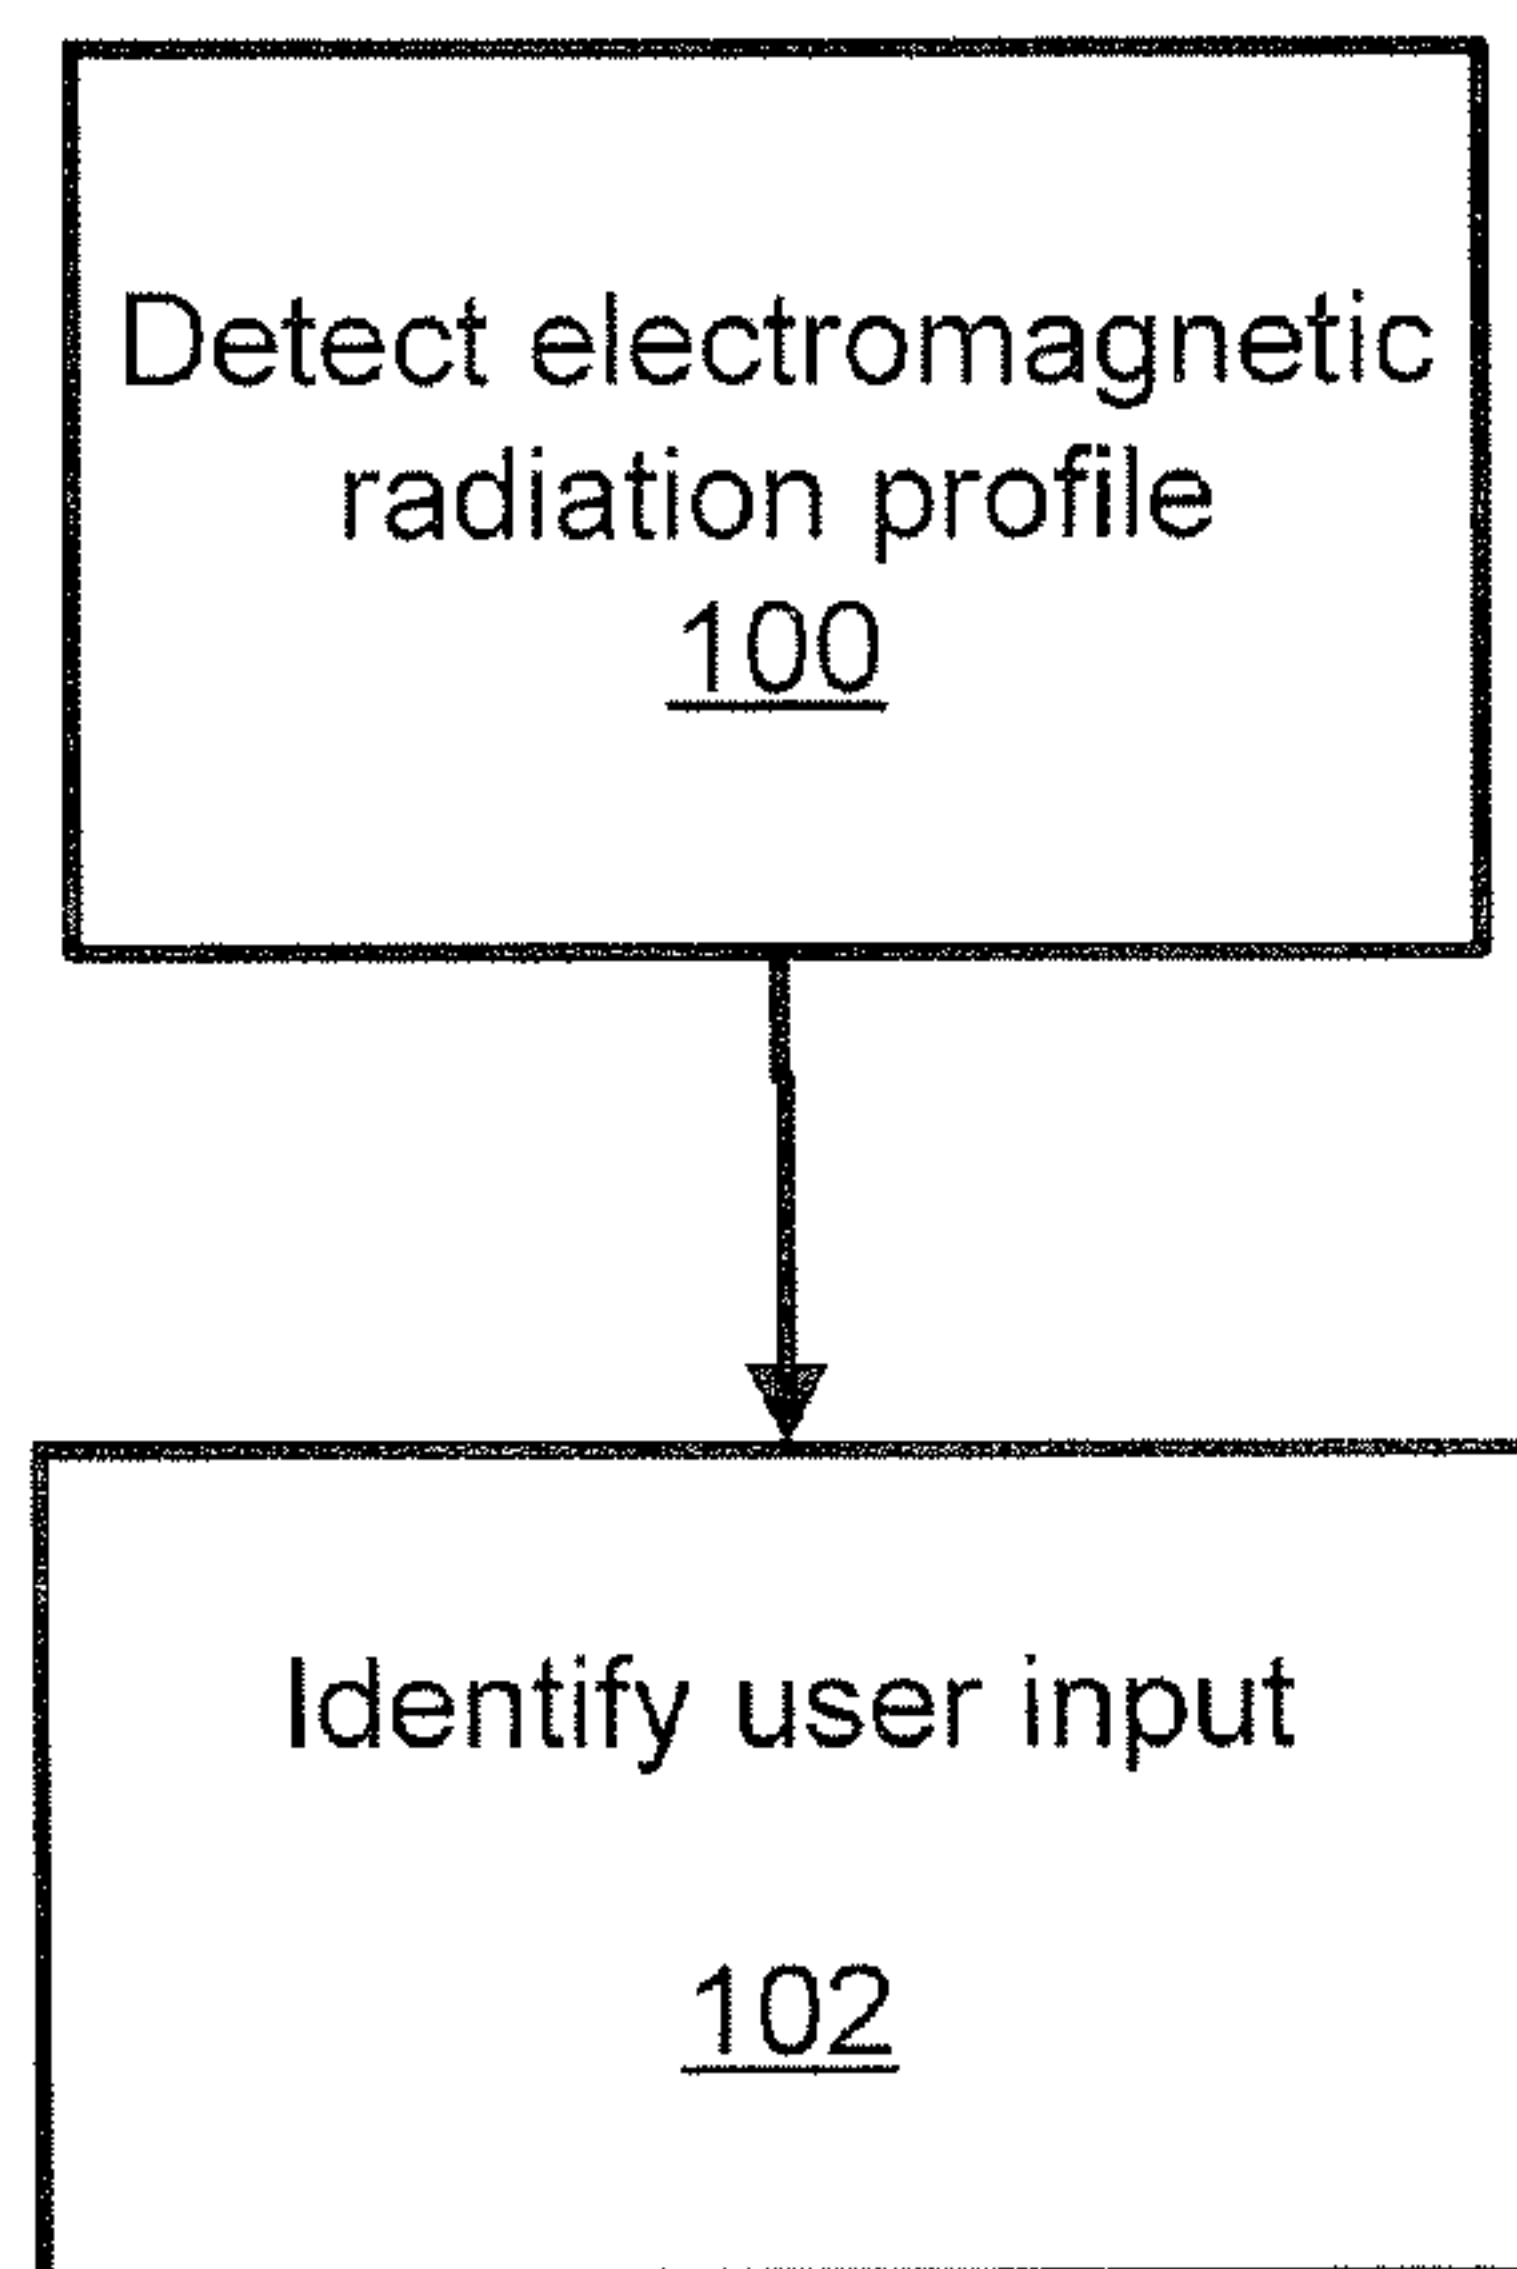 Detect electromagnetic
radiation profile
100
Identify user input
102